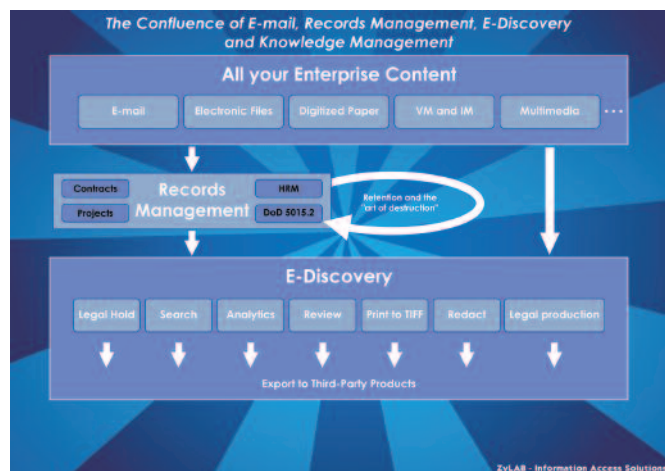 The Confluence of E-mail, Records Management, E-Discovery
and Knowledge Management
All your Enterprise Content
E-mail
Electronic Files
Digitized Paper
VM and IM
Multimedia
...
Contracts
Projects
Records
Management
HRM
DoD 5015.2
Retention and the
"art of destruction"
E-Discovery
Legal Hold
Search
Analytics
Review
Print to TIFF
Redact
Legal production
Export to Third-Party Products
ZyLAB - Information Access Solutions